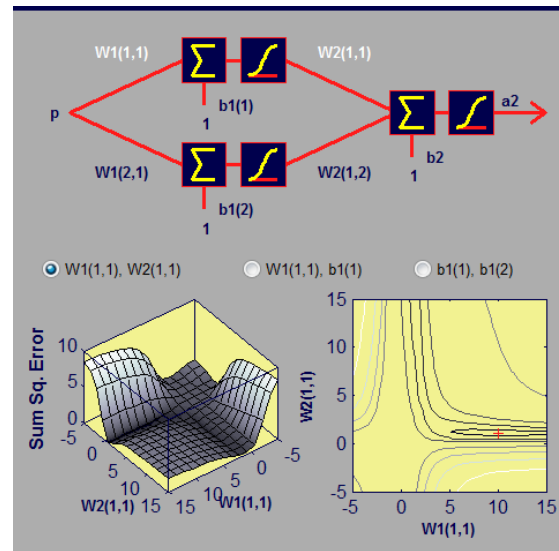 W1(1,1)
W2(1,1)
b1(1)
1
p
a2
W1(2,1)
W2(1,2)
b2
1
b1(2)
1
W1(1,1), W2(1,1)
W1(1,1), b1(1)
b1(1), b1(2)
Sum Sq. Error
10
5
0
-5
0
5
10
15
W2(1,1)
15
10
5
0
-5
W1(1,1)
W2(1,1)
15
10
5
0
-5
-5 0 5 10 15
W1(1,1)